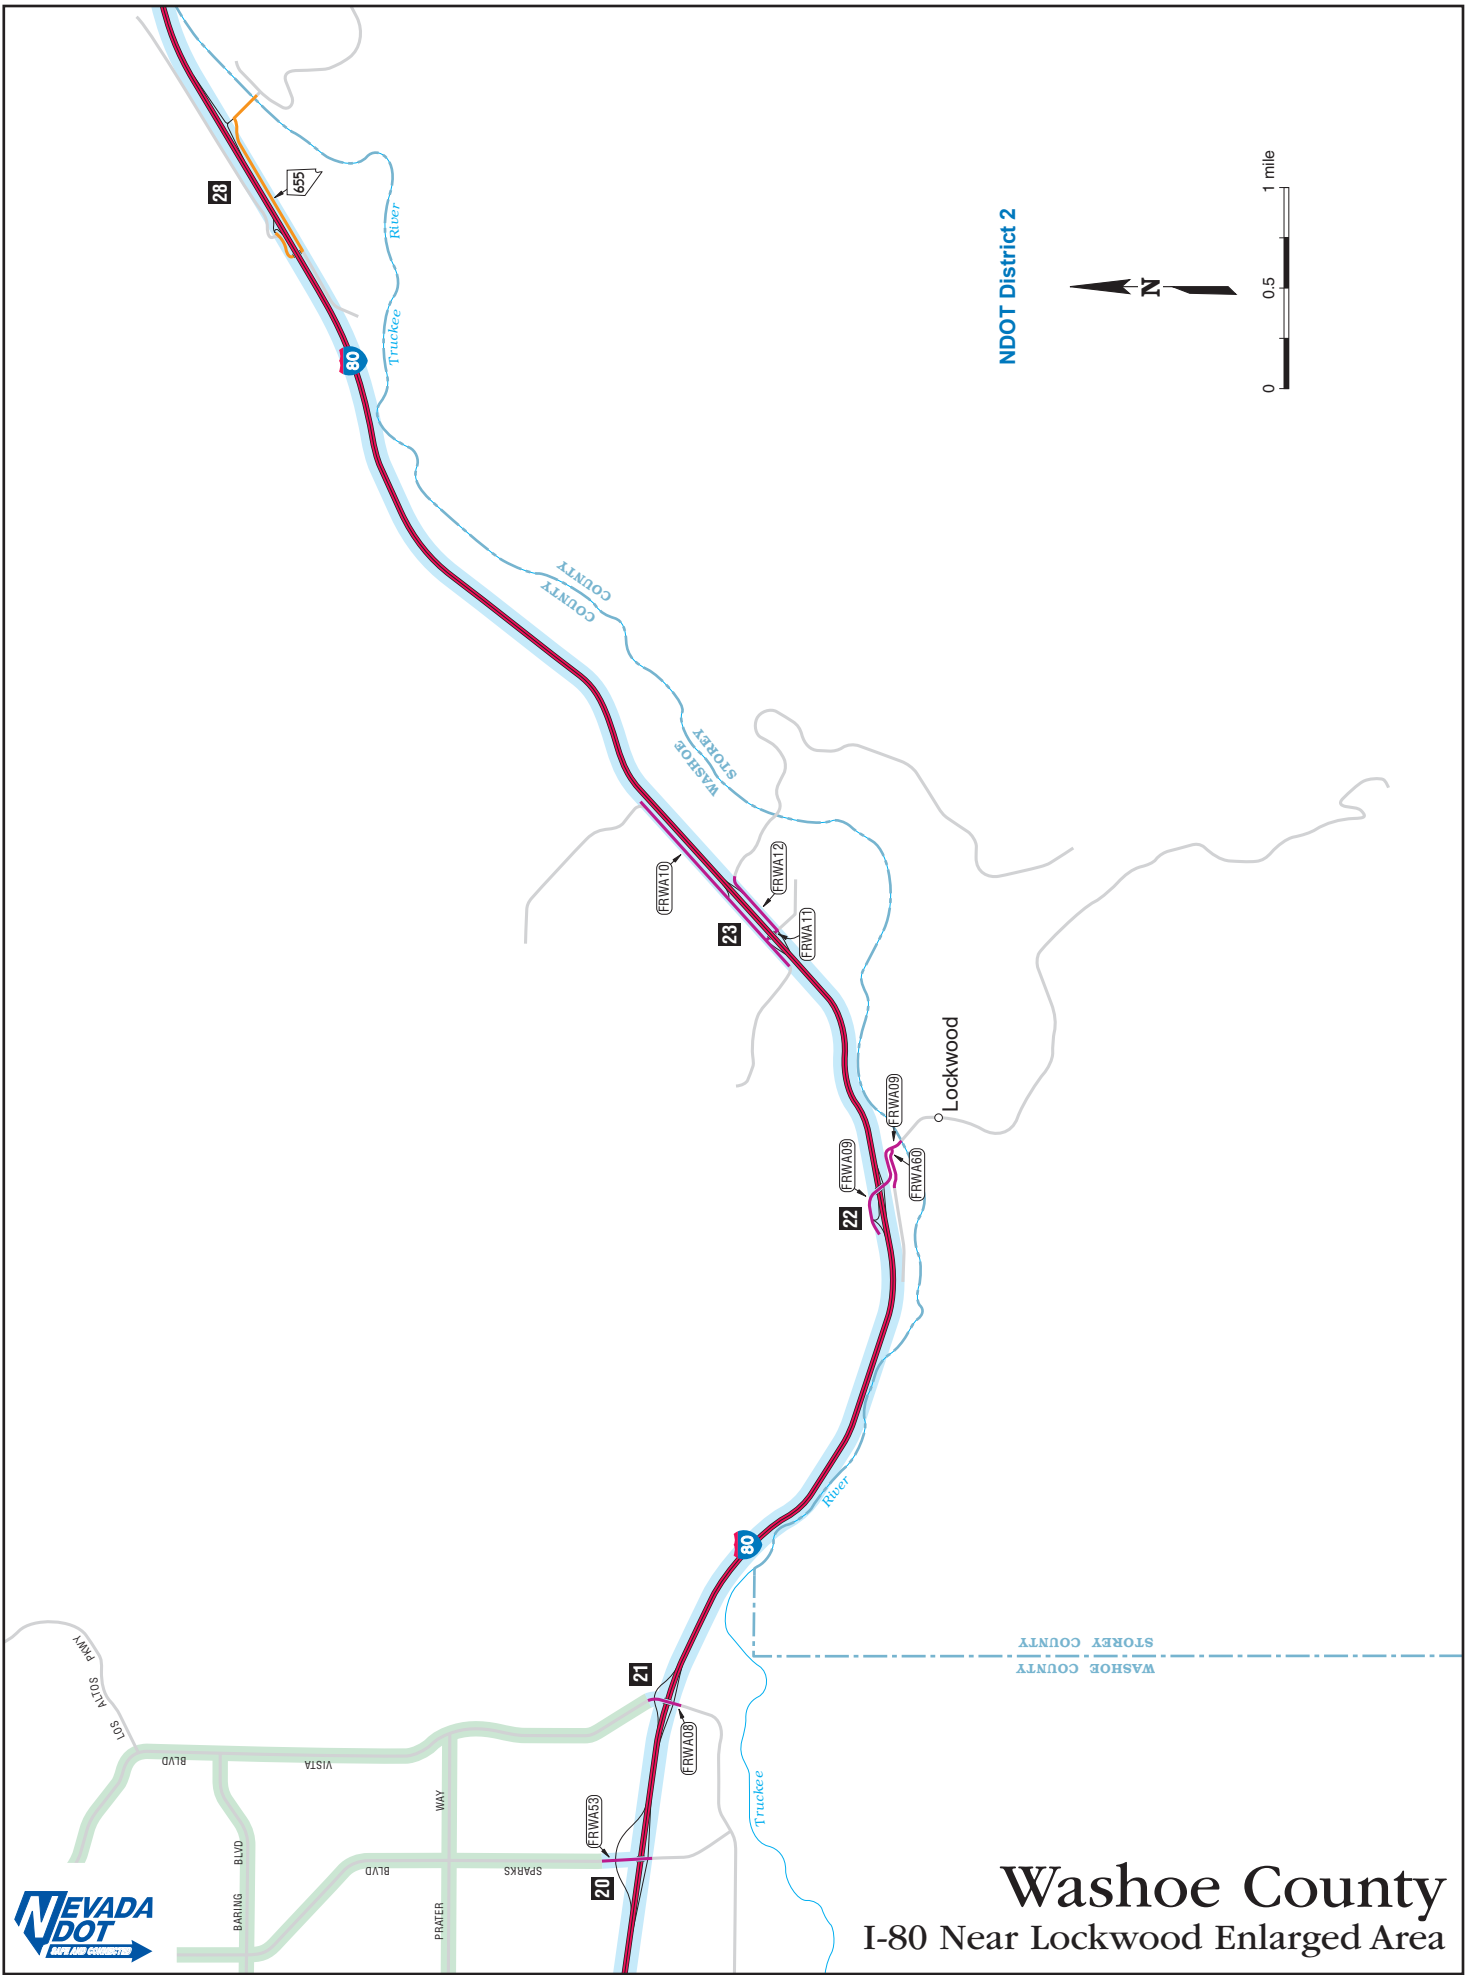 28
655
River
Truckee
80
NDOT District 2
N
0
0.5
1 mile
COUNTY
COUNTY
WASHOE
STOREY
FRWA10
FRWA12
23
FRWA11
Lockwood
FRWA09
FRWA09
FRWA60
22
River
80
STOREY COUNTY
WASHOE COUNTY
21
LOS ALTOS PKWY
VISTA BLVD
FRWA08
Truckee
FRWA53
PRATER WAY
BARING BLVD
SPARKS BLVD
20
NEVADA
DOT
SAFE AND CONNECTED
Washoe County
I-80 Near Lockwood Enlarged Area